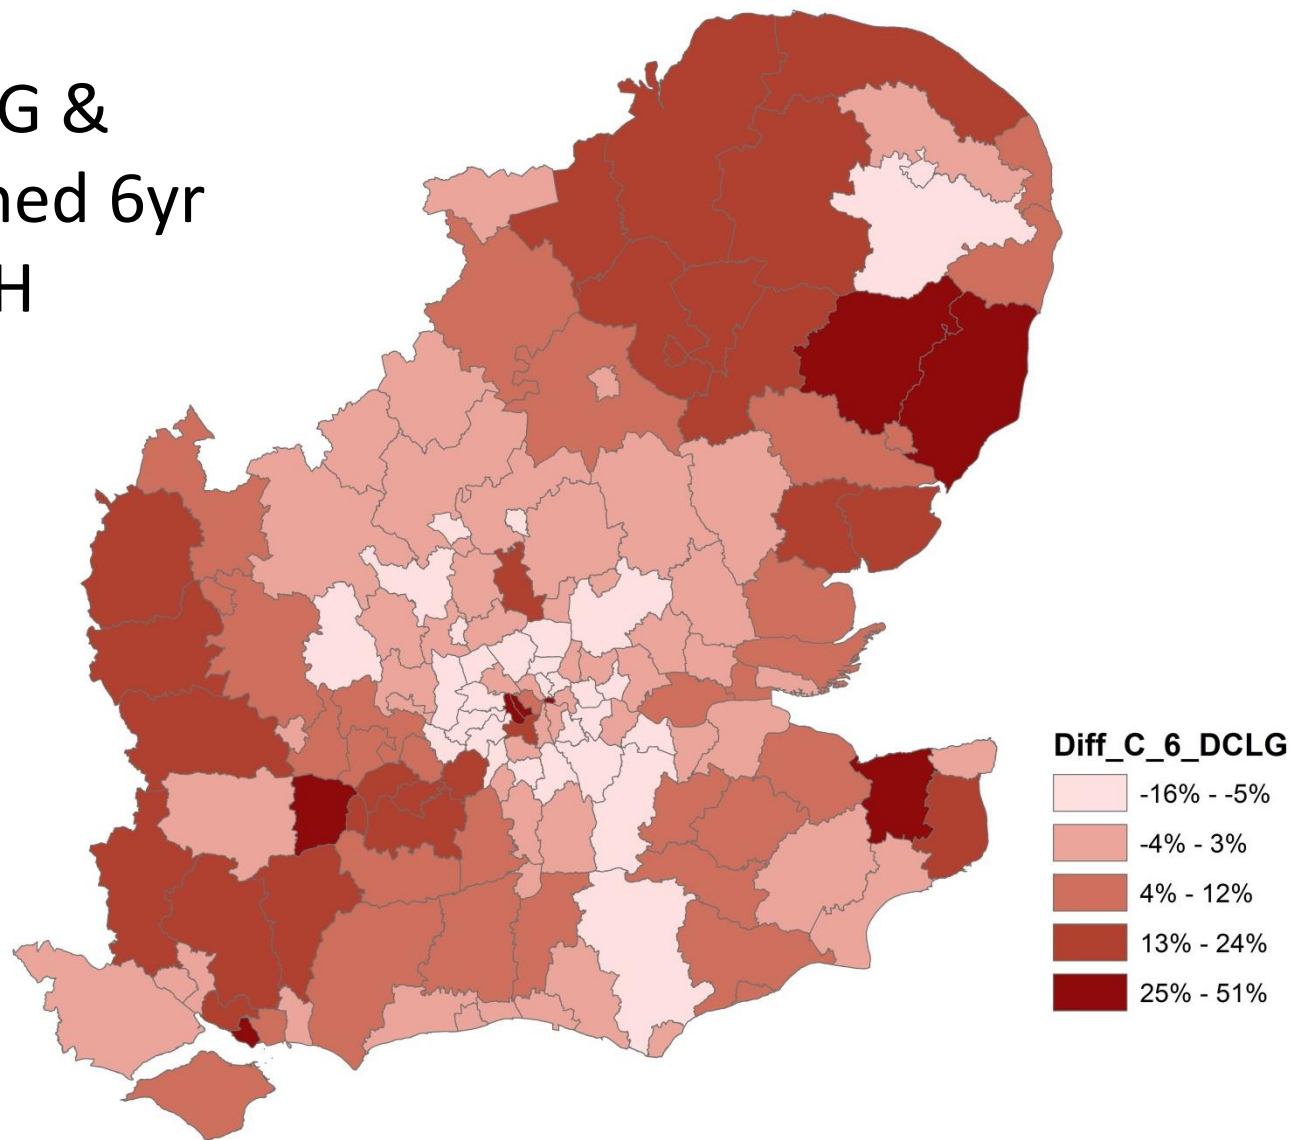 G &
ned 6yr
H
Diff_C_6_DCLG
-16% - -5%
-4% - 3%
4% - 12%
13% - 24%
25% - 51%